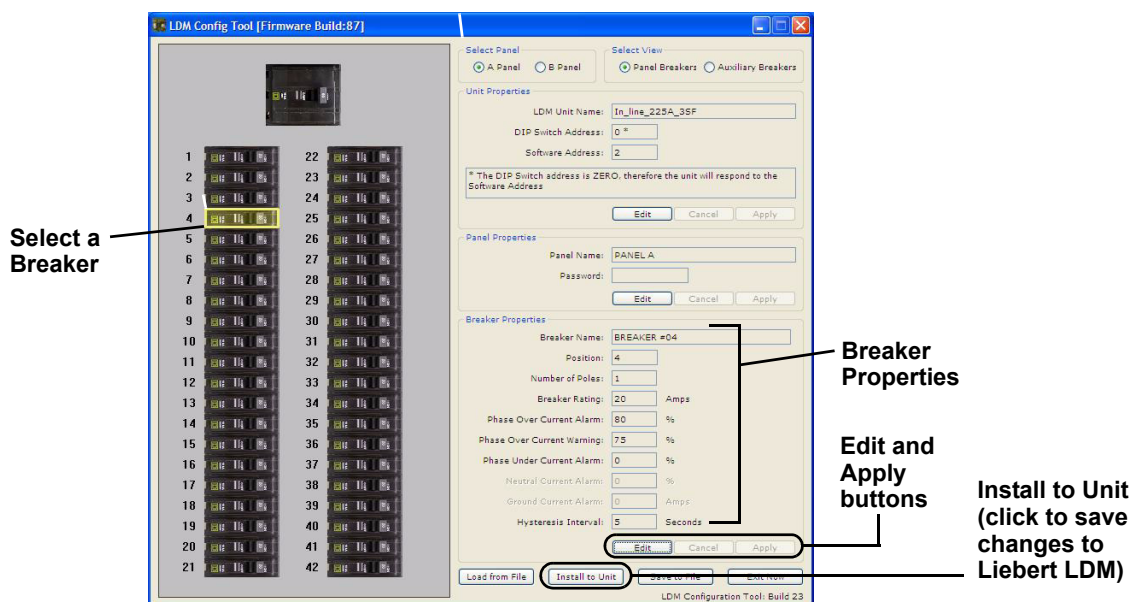 LDM Config Tool [Firmware Build:87]
Select Panel
A Panel B Panel
Select View
Panel Breakers Auxiliary Breakers
Unit Properties
LDM Unit Name: In_line_225A_3SF
DIP Switch Address: 0 *
Software Address: 2
* The DIP Switch address is ZERO, therefore the unit will respond to the
Software Address
Edit Cancel Apply
Panel Properties
Panel Name: PANEL A
Password:
Edit Cancel Apply
Breaker Properties
Breaker Name: BREAKER #04
Position: 4
Number of Poles: 1
Breaker Rating: 20 Amps
Phase Over Current Alarm: 80 %
Phase Over Current Warning: 75 %
Phase Under Current Alarm: 0 %
Neutral Current Alarm: 0 %
Ground Current Alarm: 0 Amps
Hysteresis Interval: 5 Seconds
Edit Cancel Apply
Load from File Install to Unit Save to File Exit Now
LDM Configuration Tool: Build 23
1 22
2 23
3 24
4 25
5 26
6 27
7 28
8 29
9 30
10 31
11 32
12 33
13 34
14 35
15 36
16 37
17 38
18 39
19 40
20 41
21 42
Select a
Breaker
Breaker
Properties
Edit and
Apply
buttons
Install to Unit
(click to save
changes to
Liebert LDM)